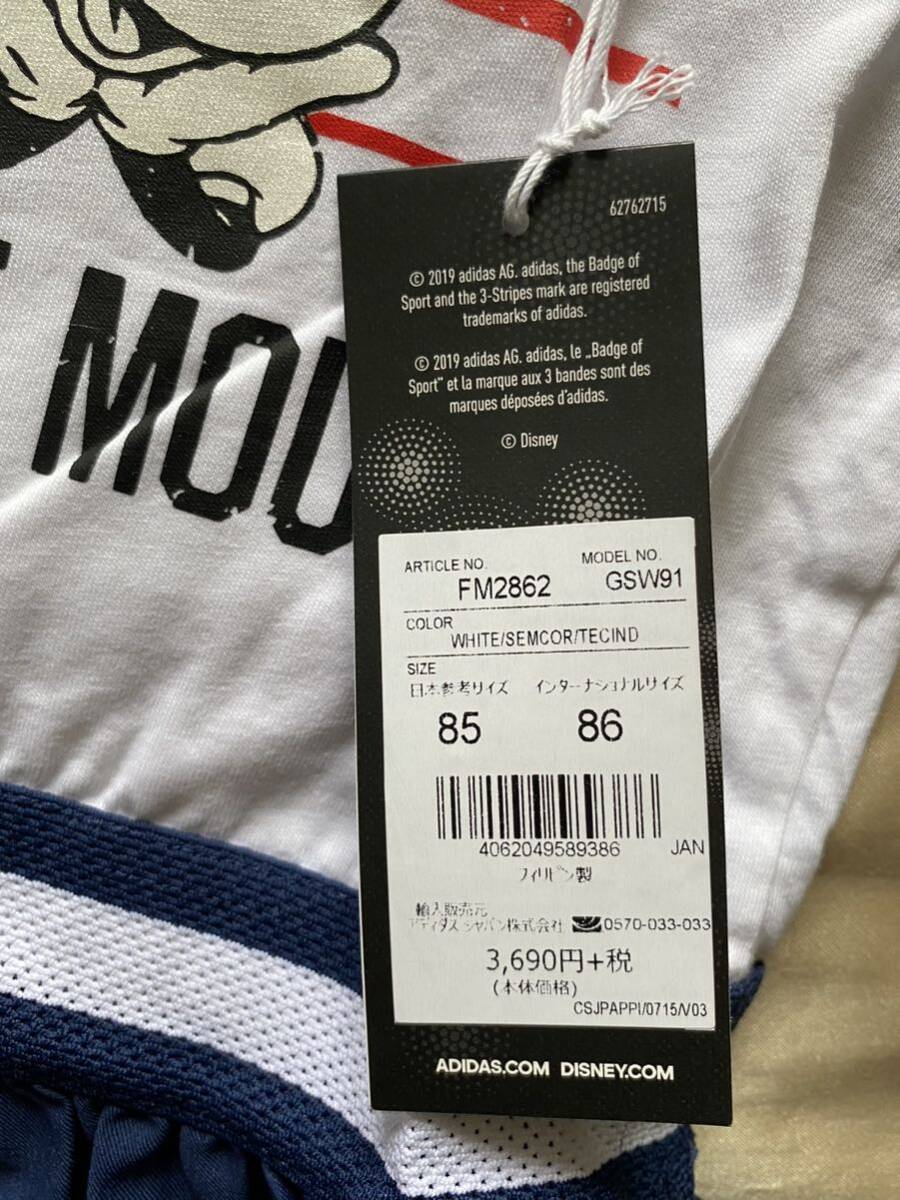 MOU
62762715
© 2019 adidas AG. adidas, the Badge of
Sport and the 3-Stripes mark are registered
trademarks of adidas.
© 2019 adidas AG. adidas, le „Badge of
Sport“ et la marque aux 3 bandes sont des
marques déposées d'adidas.
© Disney
ARTICLE NO. MODEL NO.
FM2862 GSW91
COLOR
WHITE/SEMCOR/TECIND
SIZE
日本参考サイズ インターナショナルサイズ
85 86
4062049589386 JAN
フィリピン製
輸入販売元
アディダス ジャパン株式会社 0570-033-033
3,690円+税
(本体価格)
CSJPAPPI/0715/V03
ADIDAS.COM DISNEY.COM